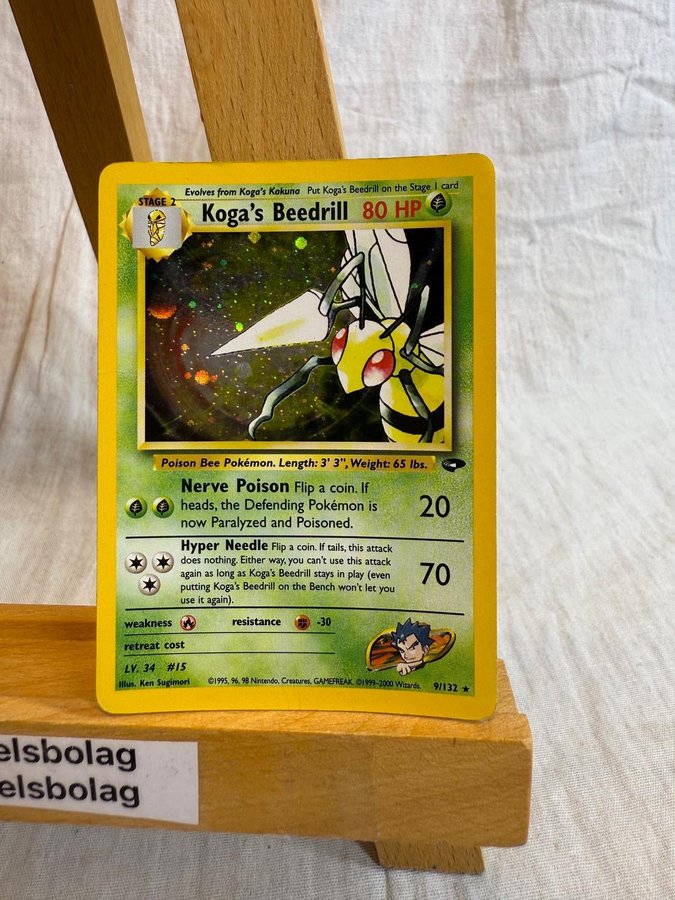 Evolves from Koga's Kakuna Put Koga's Beedrill on the Stage 1 card
STAGE 2
Koga's Beedrill 80 HP
Poison Bee Pokémon. Length: 3' 3", Weight: 65 lbs.
Nerve Poison Flip a coin. If
heads, the Defending Pokémon is
now Paralyzed and Poisoned.
20
Hyper Needle Flip a coin. If tails, this attack
does nothing. Either way, you can't use this attack
again as long as Koga's Beedrill stays in play (even
putting Koga's Beedrill on the Bench won't let you
use it again).
70
weakness resistance -30
retreat cost
LV. 34 #15
Illus. Ken Sugimori ©1995, 96, 98 Nintendo, Creatures, GAMEFREAK. ©1999-2000 Wizards. 9/132 ★
elsbolag
elsbolag